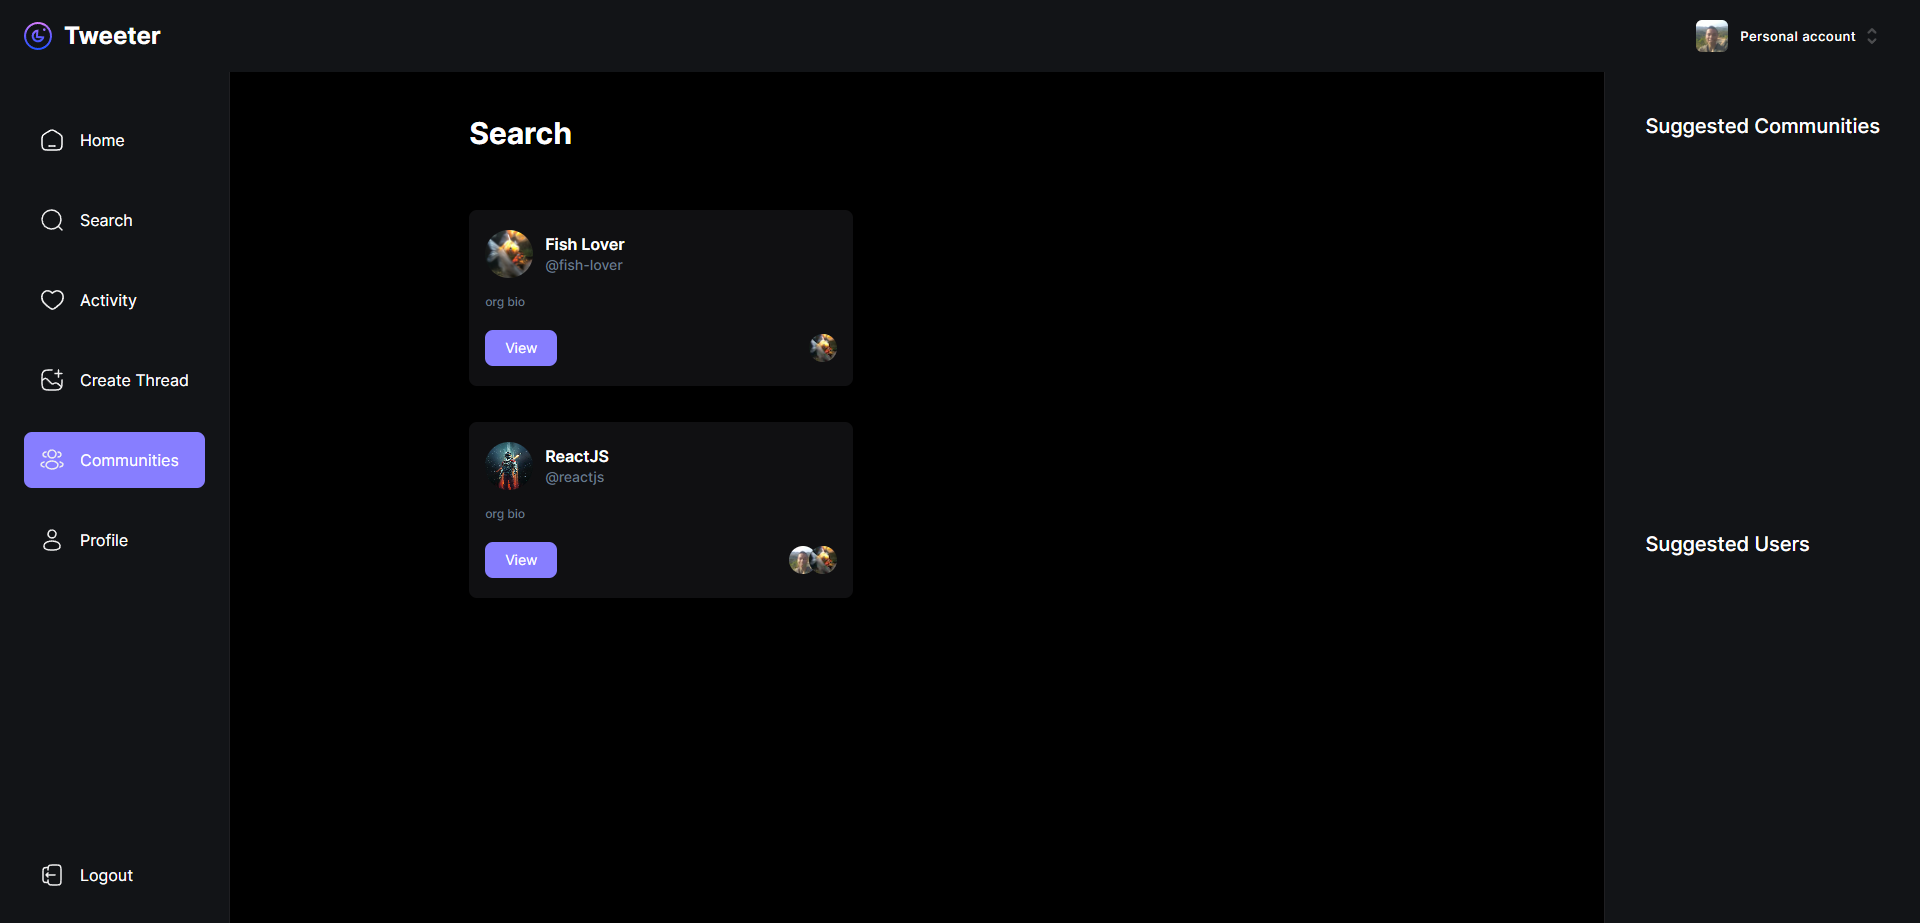 Tweeter
Personal account
Home
Search
Activity
Create Thread
Communities
Profile
Logout
Search
Fish Lover
@fish-lover
org bio
View
ReactJS
@reactjs
org bio
View
Suggested Communities
Suggested Users